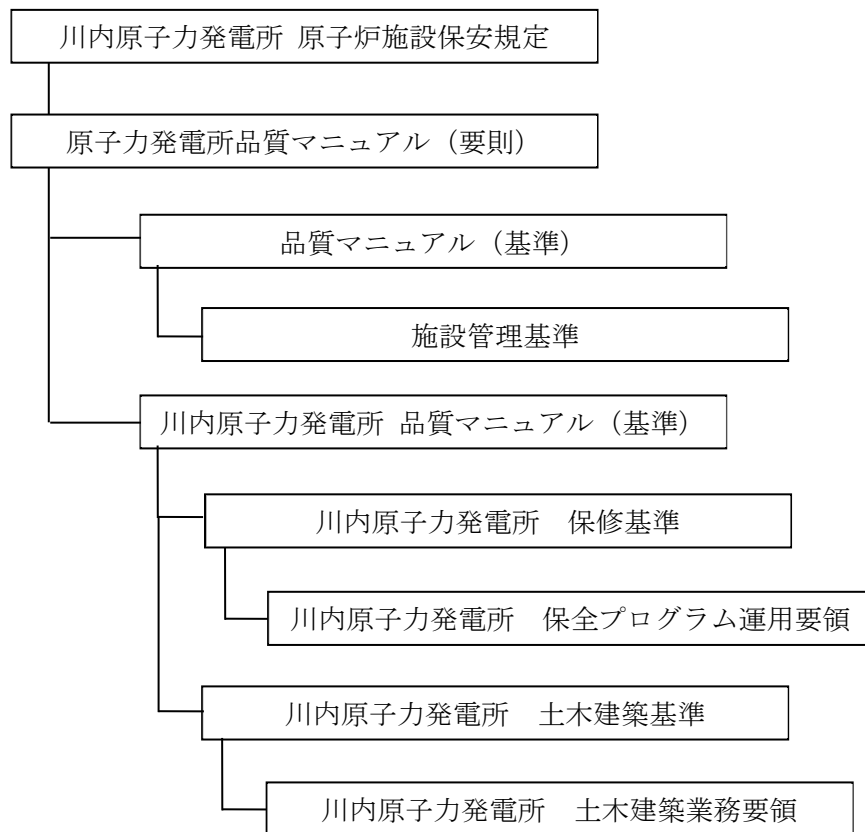 川内原子力発電所 原子炉施設保安規定
原子力発電所品質マニュアル（要則）
品質マニュアル（基準）
施設管理基準
川内原子力発電所 品質マニュアル（基準）
川内原子力発電所　保修基準
川内原子力発電所　保全プログラム運用要領
川内原子力発電所　土木建築基準
川内原子力発電所　土木建築業務要領